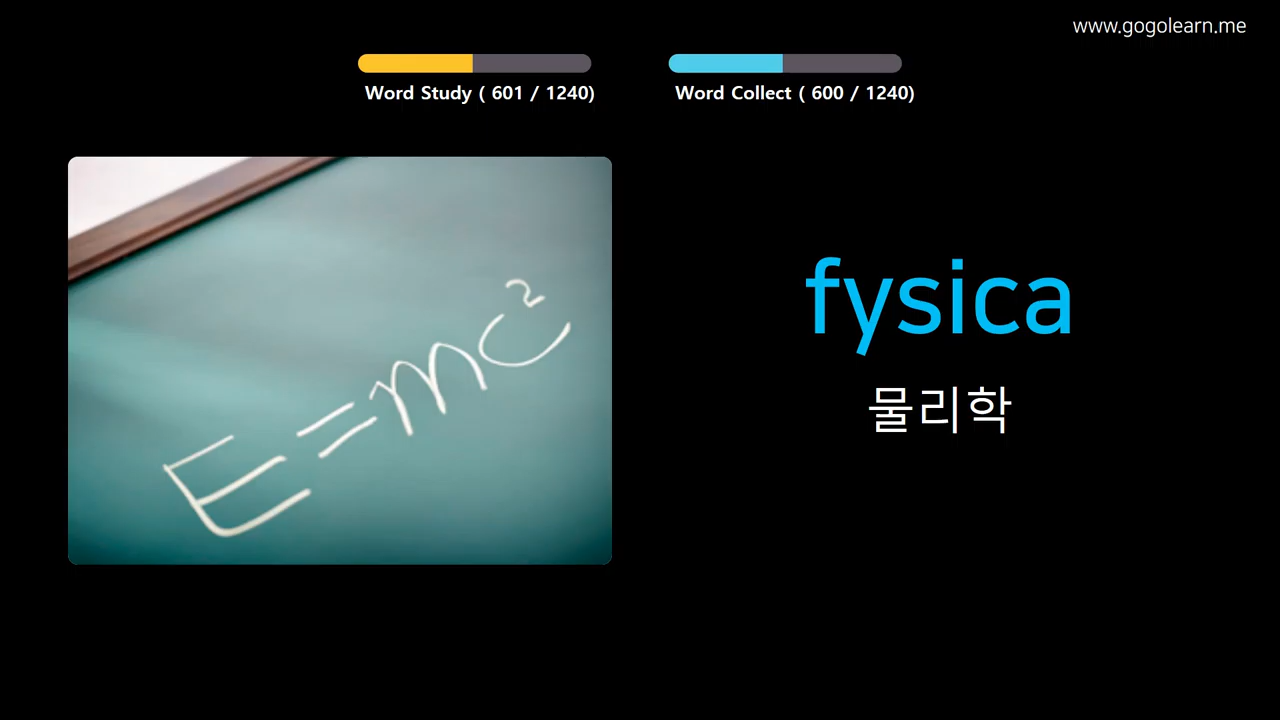 www.gogolearn.me
Word Study ( 601 / 1240)
Word Collect ( 600 / 1240)
E=mc²
fysica
물리학